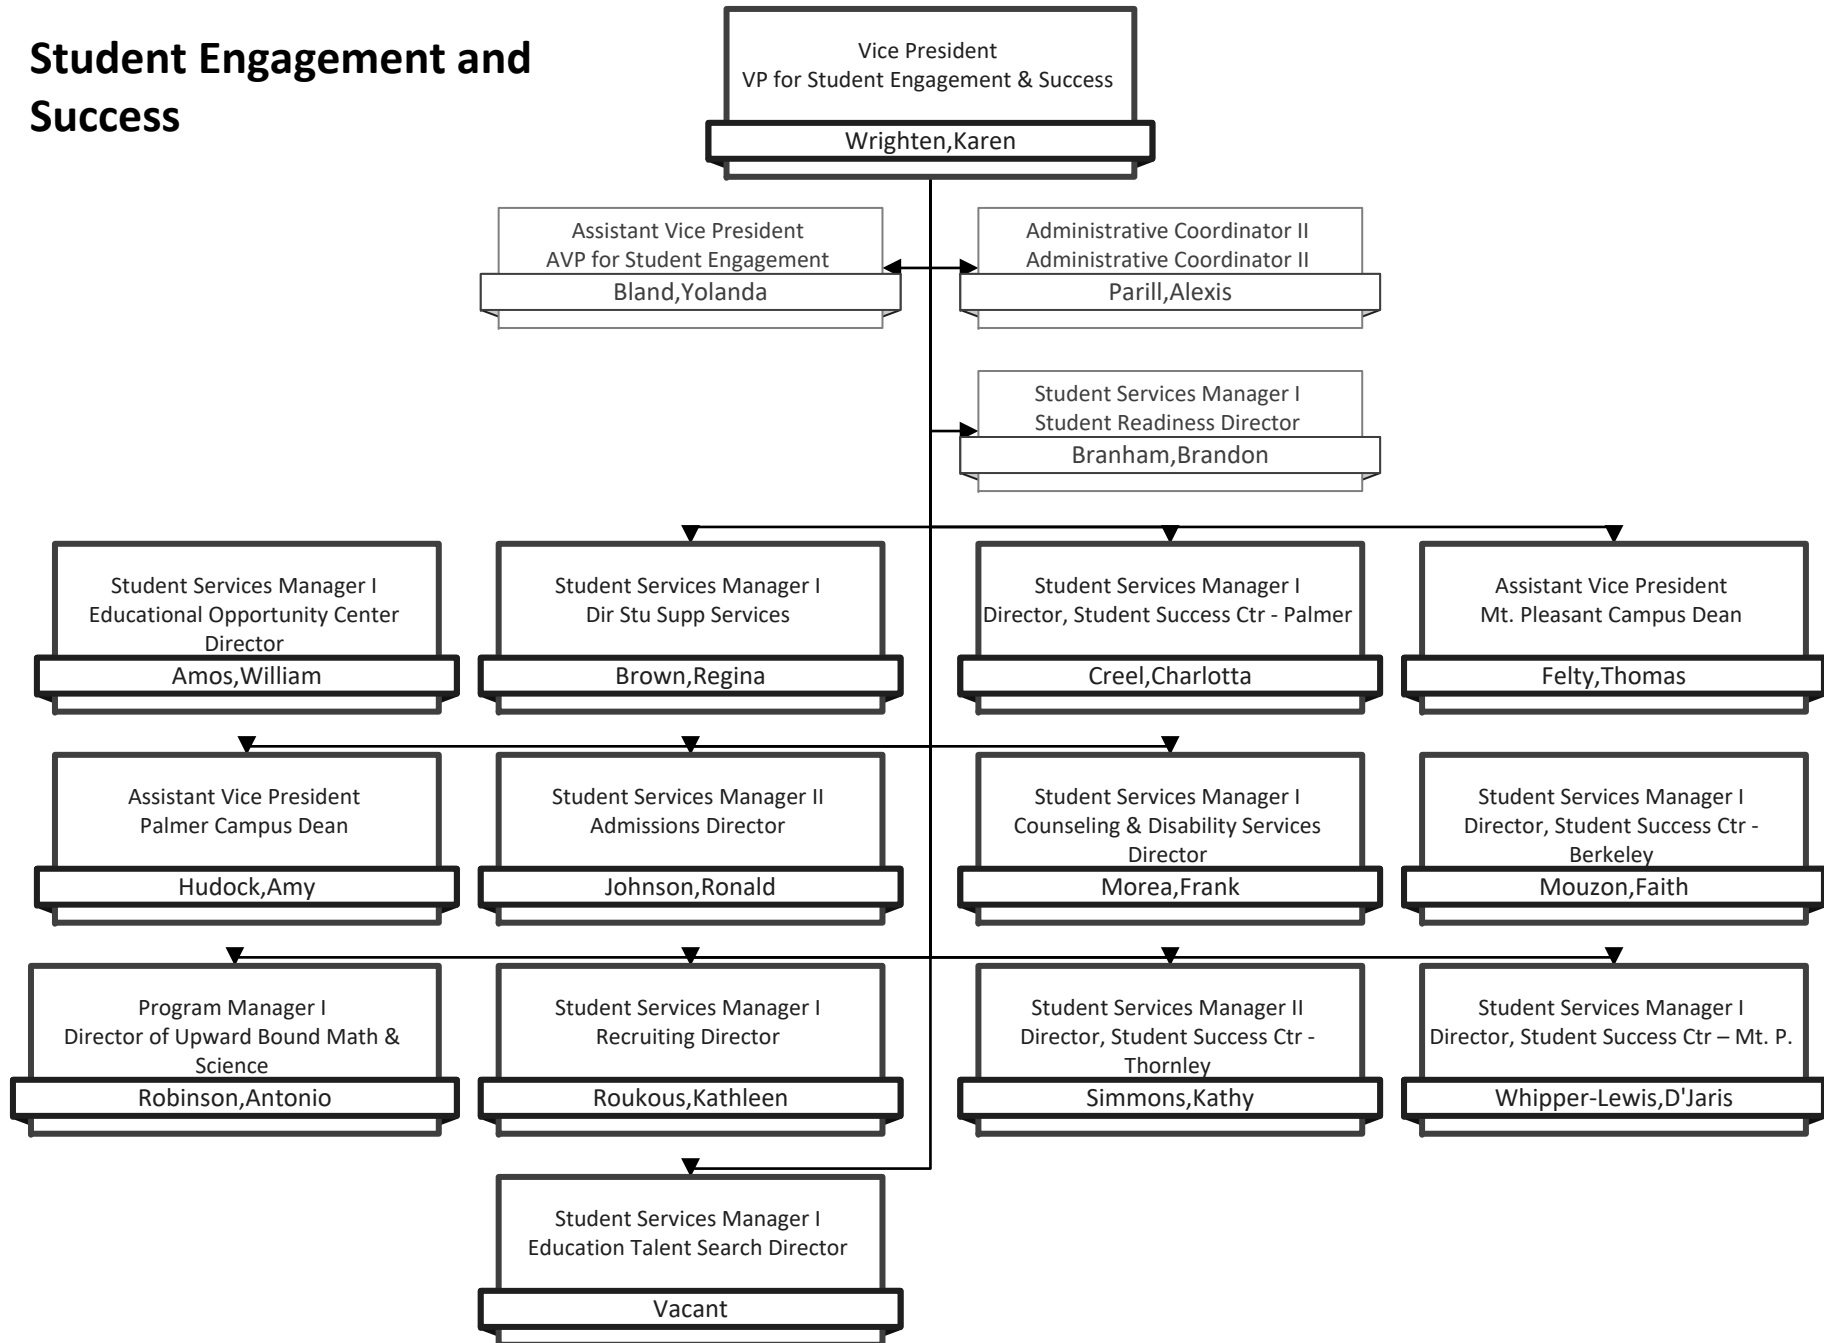 Student Engagement and
Success
Vice President
VP for Student Engagement & Success
Wrighten,Karen
Assistant Vice President
AVP for Student Engagement
Bland,Yolanda
Administrative Coordinator II
Administrative Coordinator II
Parill,Alexis
Student Services Manager I
Student Readiness Director
Branham,Brandon
Student Services Manager I
Educational Opportunity Center
Director
Amos,William
Student Services Manager I
Dir Stu Supp Services
Brown,Regina
Student Services Manager I
Director, Student Success Ctr - Palmer
Creel,Charlotta
Assistant Vice President
Mt. Pleasant Campus Dean
Felty,Thomas
Assistant Vice President
Palmer Campus Dean
Hudock,Amy
Student Services Manager II
Admissions Director
Johnson,Ronald
Student Services Manager I
Counseling & Disability Services
Director
Morea,Frank
Student Services Manager I
Director, Student Success Ctr -
Berkeley
Mouzon,Faith
Program Manager I
Director of Upward Bound Math &
Science
Robinson,Antonio
Student Services Manager I
Recruiting Director
Roukous,Kathleen
Student Services Manager II
Director, Student Success Ctr -
Thornley
Simmons,Kathy
Student Services Manager I
Director, Student Success Ctr – Mt. P.
Whipper-Lewis,D'Jaris
Student Services Manager I
Education Talent Search Director
Vacant